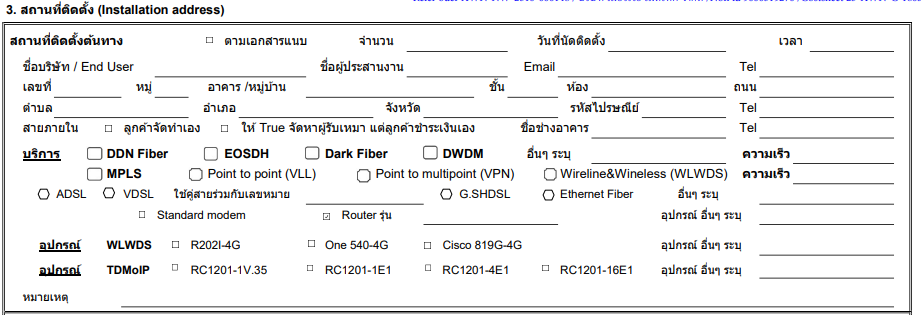 3. สถานที่ติดตั้ง (Installation address)
สถานที่ติดตั้งต้นทาง ☐ ตามเอกสารแนบ จำนวน วันที่นัดติดตั้ง เวลา
ชื่อบริษัท / End User ชื่อผู้ประสานงาน Email Tel
เลขที่ หมู่ อาคาร /หมู่บ้าน ชั้น ห้อง ถนน
ตำบล อำเภอ จังหวัด รหัสไปรษณีย์ Tel
สายภายใน ☐ ลูกค้าจัดทำเอง ☐ ให้ True จัดหาผู้รับเหมา แต่ลูกค้าชำระเงินเอง ชื่อช่างอาคาร Tel
บริการ DDN Fiber EOSDH Dark Fiber DWDM อื่นๆ ระบุ ความเร็ว
MPLS Point to point (VLL) Point to multipoint (VPN) Wireline&Wireless (WLWDS) ความเร็ว
ADSL VDSL ใช้คู่สายร่วมกับเลขหมาย G.SHDSL Ethernet Fiber อื่นๆ ระบุ
☐ Standard modem ☑ Router รุ่น อุปกรณ์ อื่นๆ ระบุ
อุปกรณ์ WLWDS ☐ R202I-4G ☐ One 540-4G ☐ Cisco 819G-4G อุปกรณ์ อื่นๆ ระบุ
อุปกรณ์ TDMoIP ☐ RC1201-1V.35 ☐ RC1201-1E1 ☐ RC1201-4E1 ☐ RC1201-16E1 อุปกรณ์ อื่นๆ ระบุ
หมายเหตุ